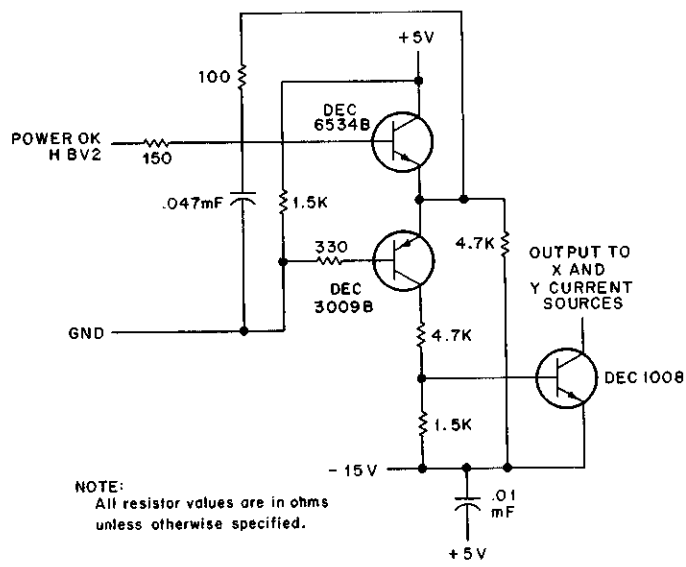 +5V
100
DEC
6534B
POWER OK
H BV2
150
.047mF
1.5K
330
4.7K
OUTPUT TO
X AND
Y CURRENT
SOURCES
DEC
3009B
GND
4.7K
DEC 1008
1.5K
-15V
NOTE:
All resistor values are in ohms
unless otherwise specified.
.01
mF
+5V